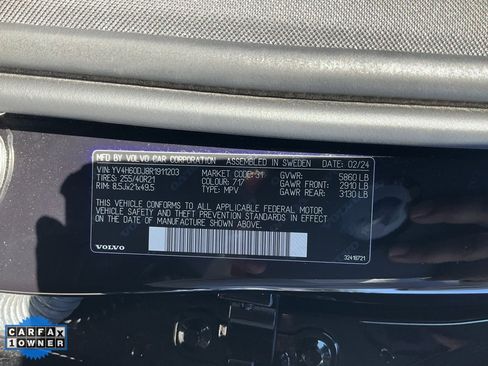 MFD. BY VOLVO CAR CORPORATION ASSEMBLED IN SWEDEN 02/24
VIN: YV4H60DJ8R1911203 MARKET CODE: 31 GVWR: 5860 LB
TIRES: 255/40R21 COLOUR: 717 GAWR FRONT: 2910 LB
RIM: 8.5Jx21x49.5 TYPE: MPV GAWR REAR: 3130 LB
THIS VEHICLE CONFORMS TO ALL APPLICABLE FEDERAL MOTOR
VEHICLE SAFETY AND THEFT PREVENTION STANDARDS IN EFFECT
ON THE DATE OF MANUFACTURE SHOWN ABOVE.
VOLVO 32418721
CARFAX
1 OWNER